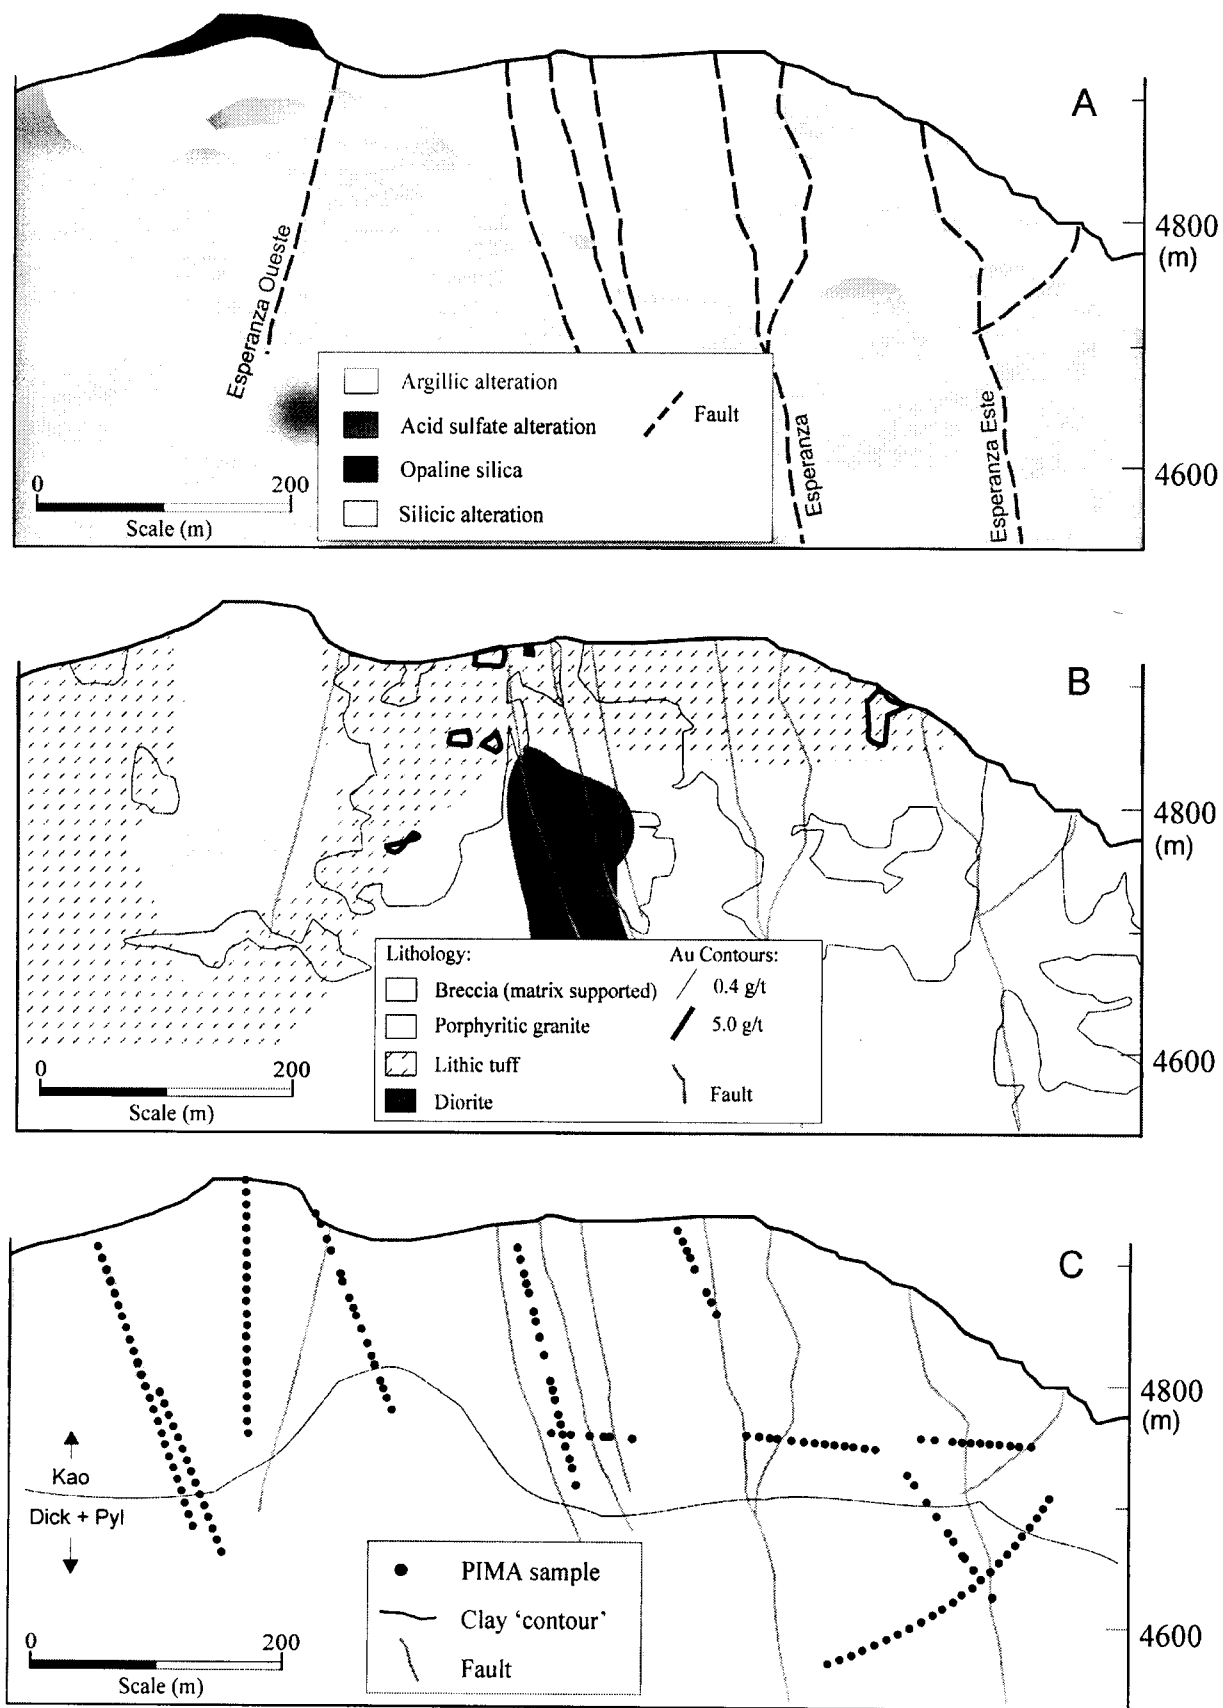 A
4800
(m)
4600
Esperanza Oueste
Esperanza
Esperanza Este
Argillic alteration
Acid sulfate alteration
Opaline silica
Silicic alteration
Fault
0 200
Scale (m)
B
4800
(m)
4600
Lithology:
Breccia (matrix supported)
Porphyritic granite
Lithic tuff
Diorite
Au Contours:
0.4 g/t
5.0 g/t
Fault
0 200
Scale (m)
C
4800
(m)
4600
Kao
Dick + Pyl
PIMA sample
Clay 'contour'
Fault
0 200
Scale (m)